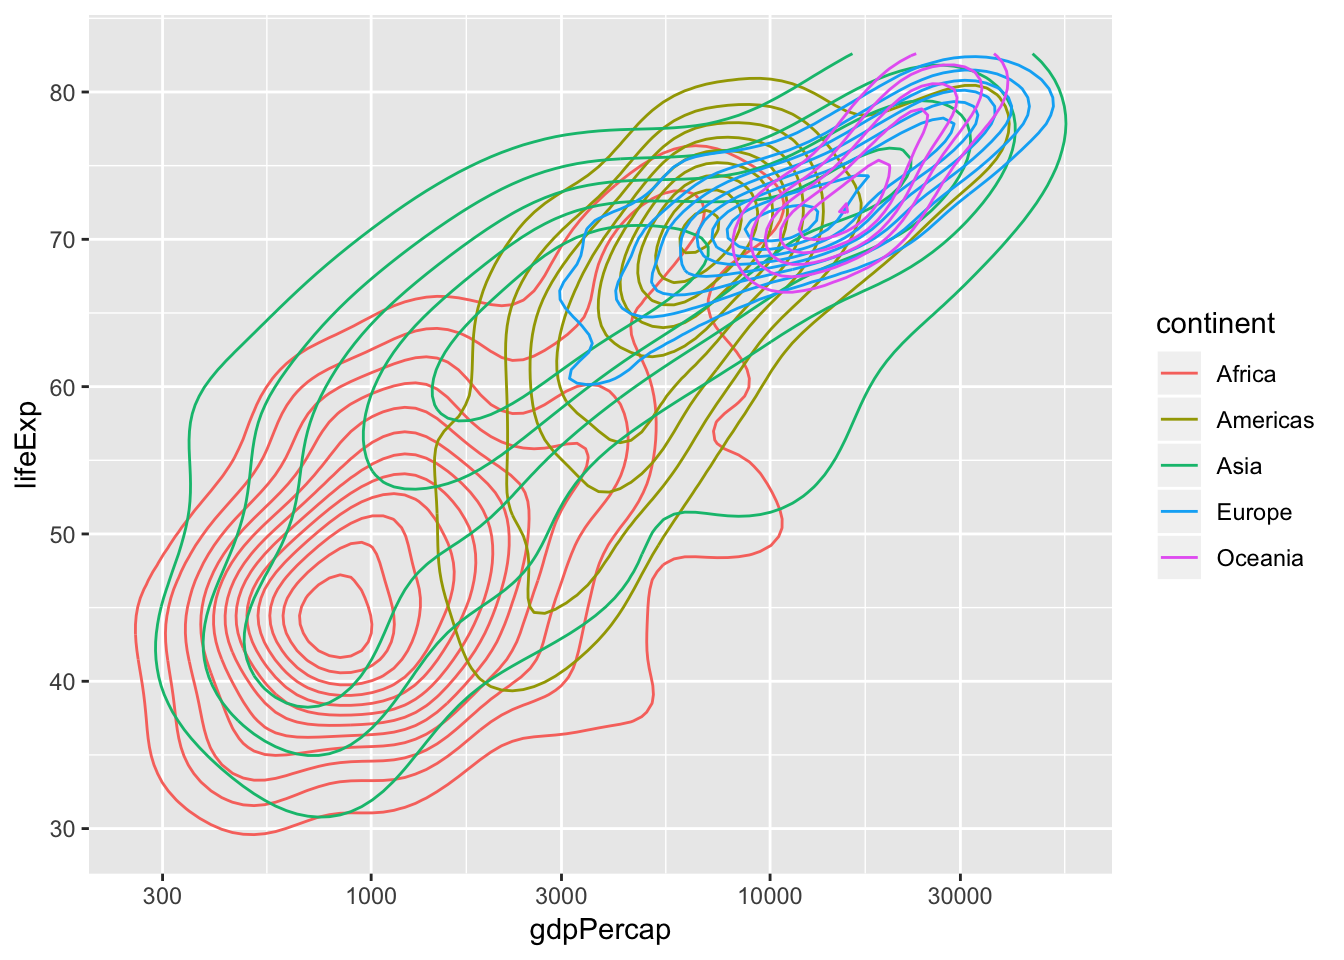 80
70
60
50
40
30
lifeExp
300 1000 3000 10000 30000
gdpPercap
continent
Africa
Americas
Asia
Europe
Oceania